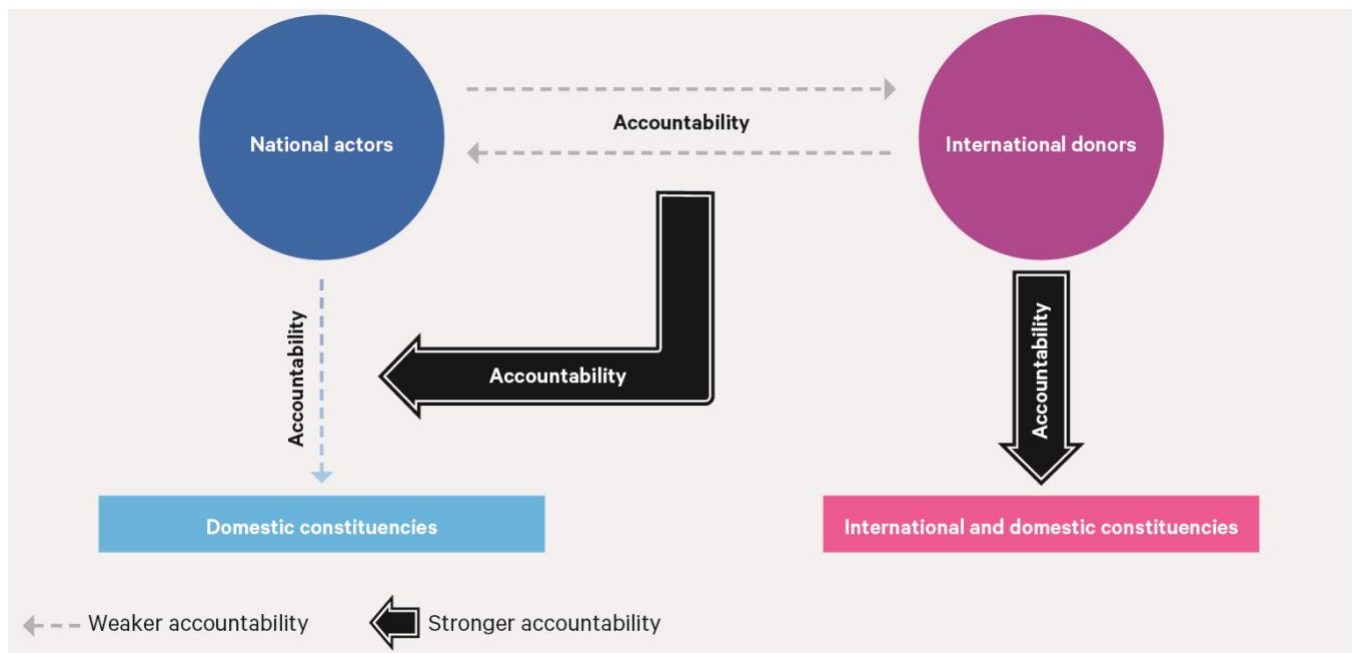 National actors
Accountability
International donors
Accountability
Accountability
Accountability
Domestic constituencies
International and domestic constituencies
Weaker accountability
Stronger accountability